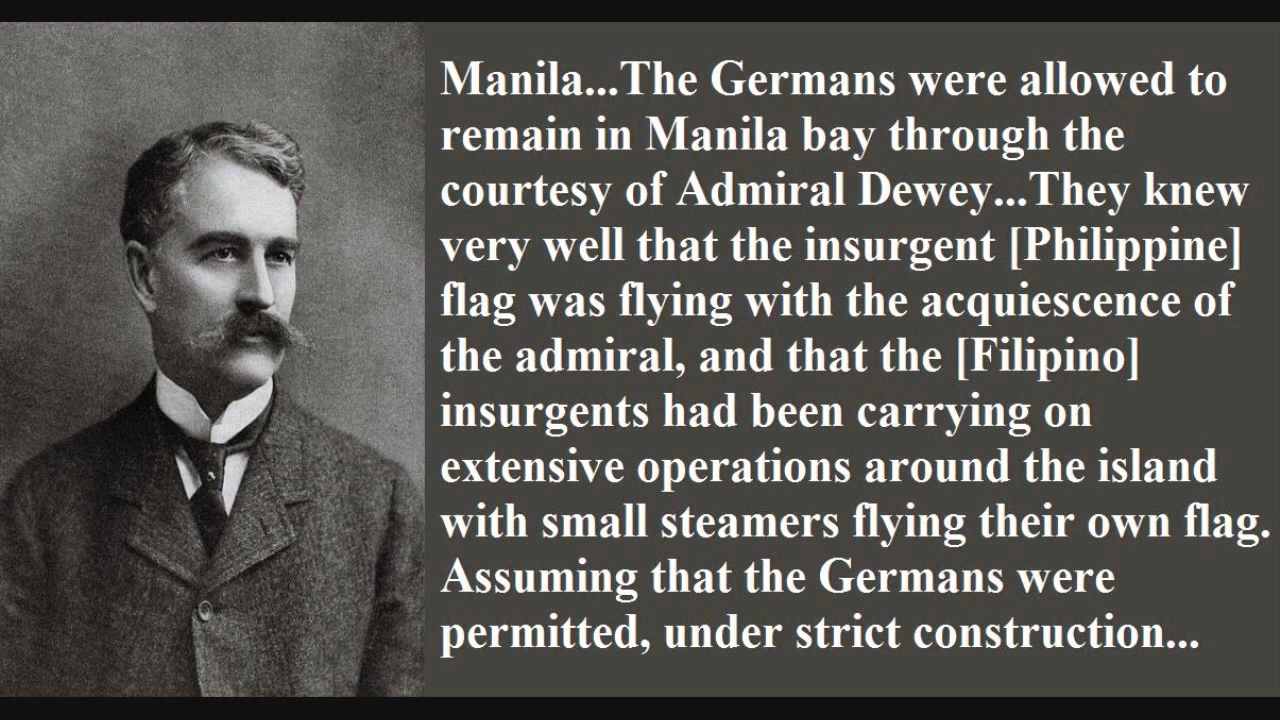 Manila...The Germans were allowed to
remain in Manila bay through the
courtesy of Admiral Dewey...They knew
very well that the insurgent [Philippine]
flag was flying with the acquiescence of
the admiral, and that the [Filipino]
insurgents had been carrying on
extensive operations around the island
with small steamers flying their own flag.
Assuming that the Germans were
permitted, under strict construction...